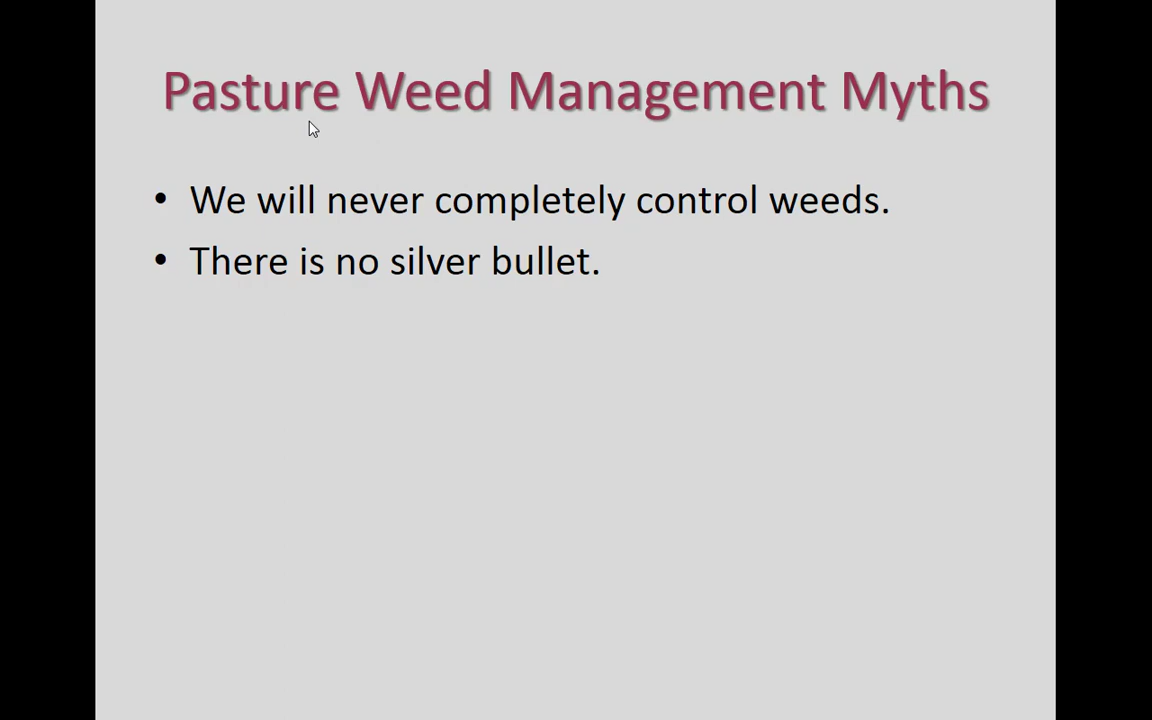 Pasture Weed Management Myths
• We will never completely control weeds.
• There is no silver bullet.